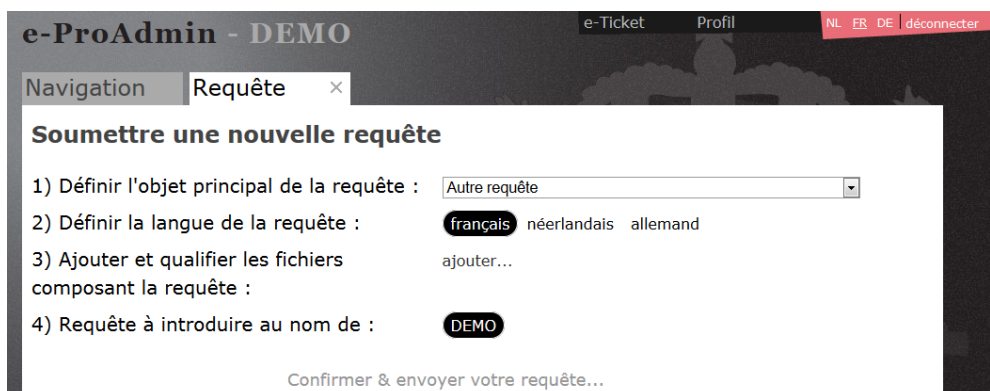 e-ProAdmin - DEMO
e-Ticket Profil NL FR DE déconnecter
Navigation Requête ×
Soumettre une nouvelle requête
1) Définir l'objet principal de la requête : Autre requête
2) Définir la langue de la requête : français néerlandais allemand
3) Ajouter et qualifier les fichiers ajouter...
composant la requête :
4) Requête à introduire au nom de : DEMO
Confirmer & envoyer votre requête...